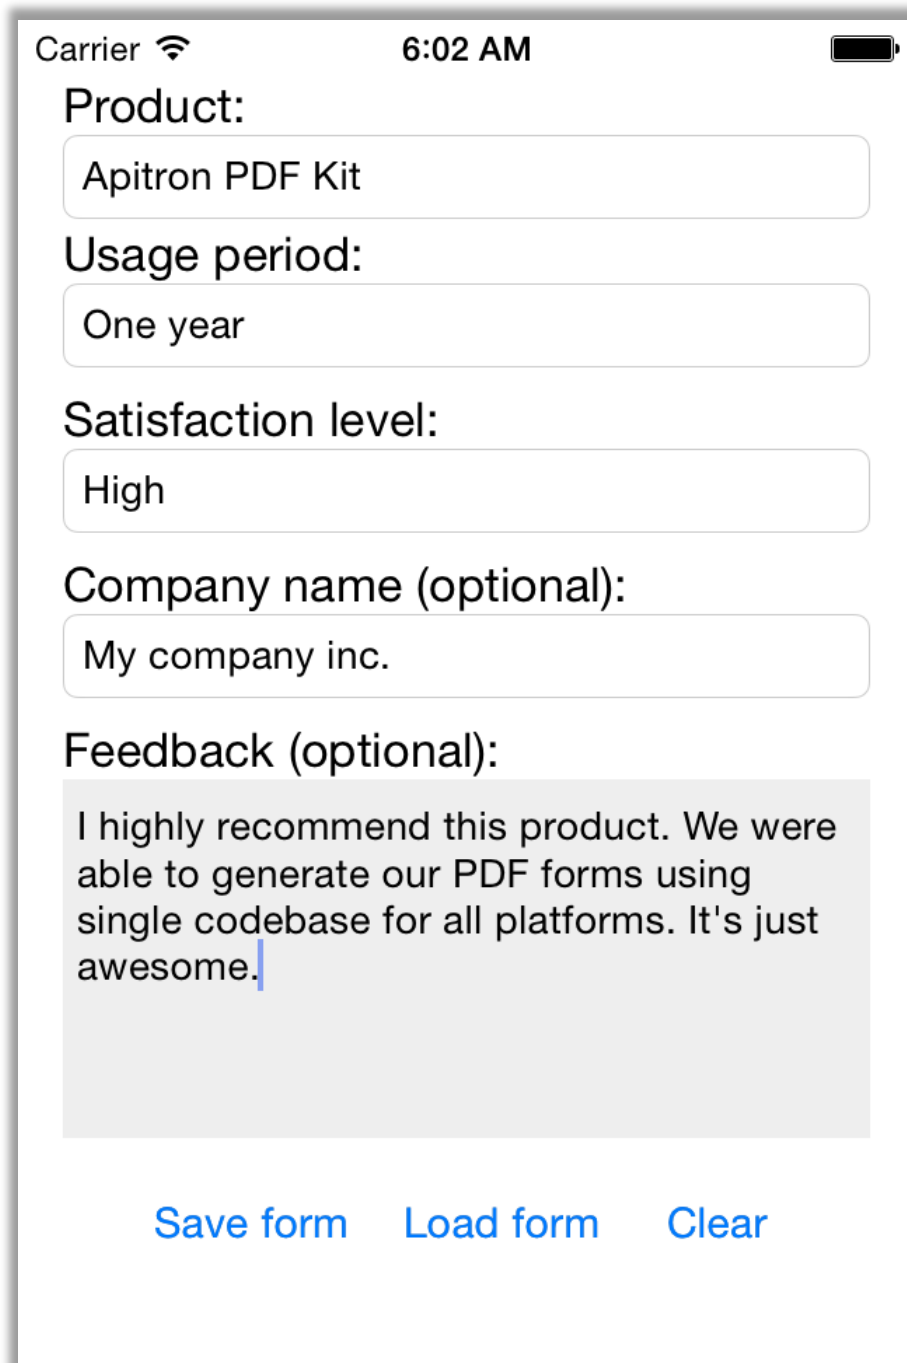 Carrier 6:02 AM
Product:
Apitron PDF Kit
Usage period:
One year
Satisfaction level:
High
Company name (optional):
My company inc.
Feedback (optional):
I highly recommend this product. We were
able to generate our PDF forms using
single codebase for all platforms. It's just
awesome.
Save form Load form Clear